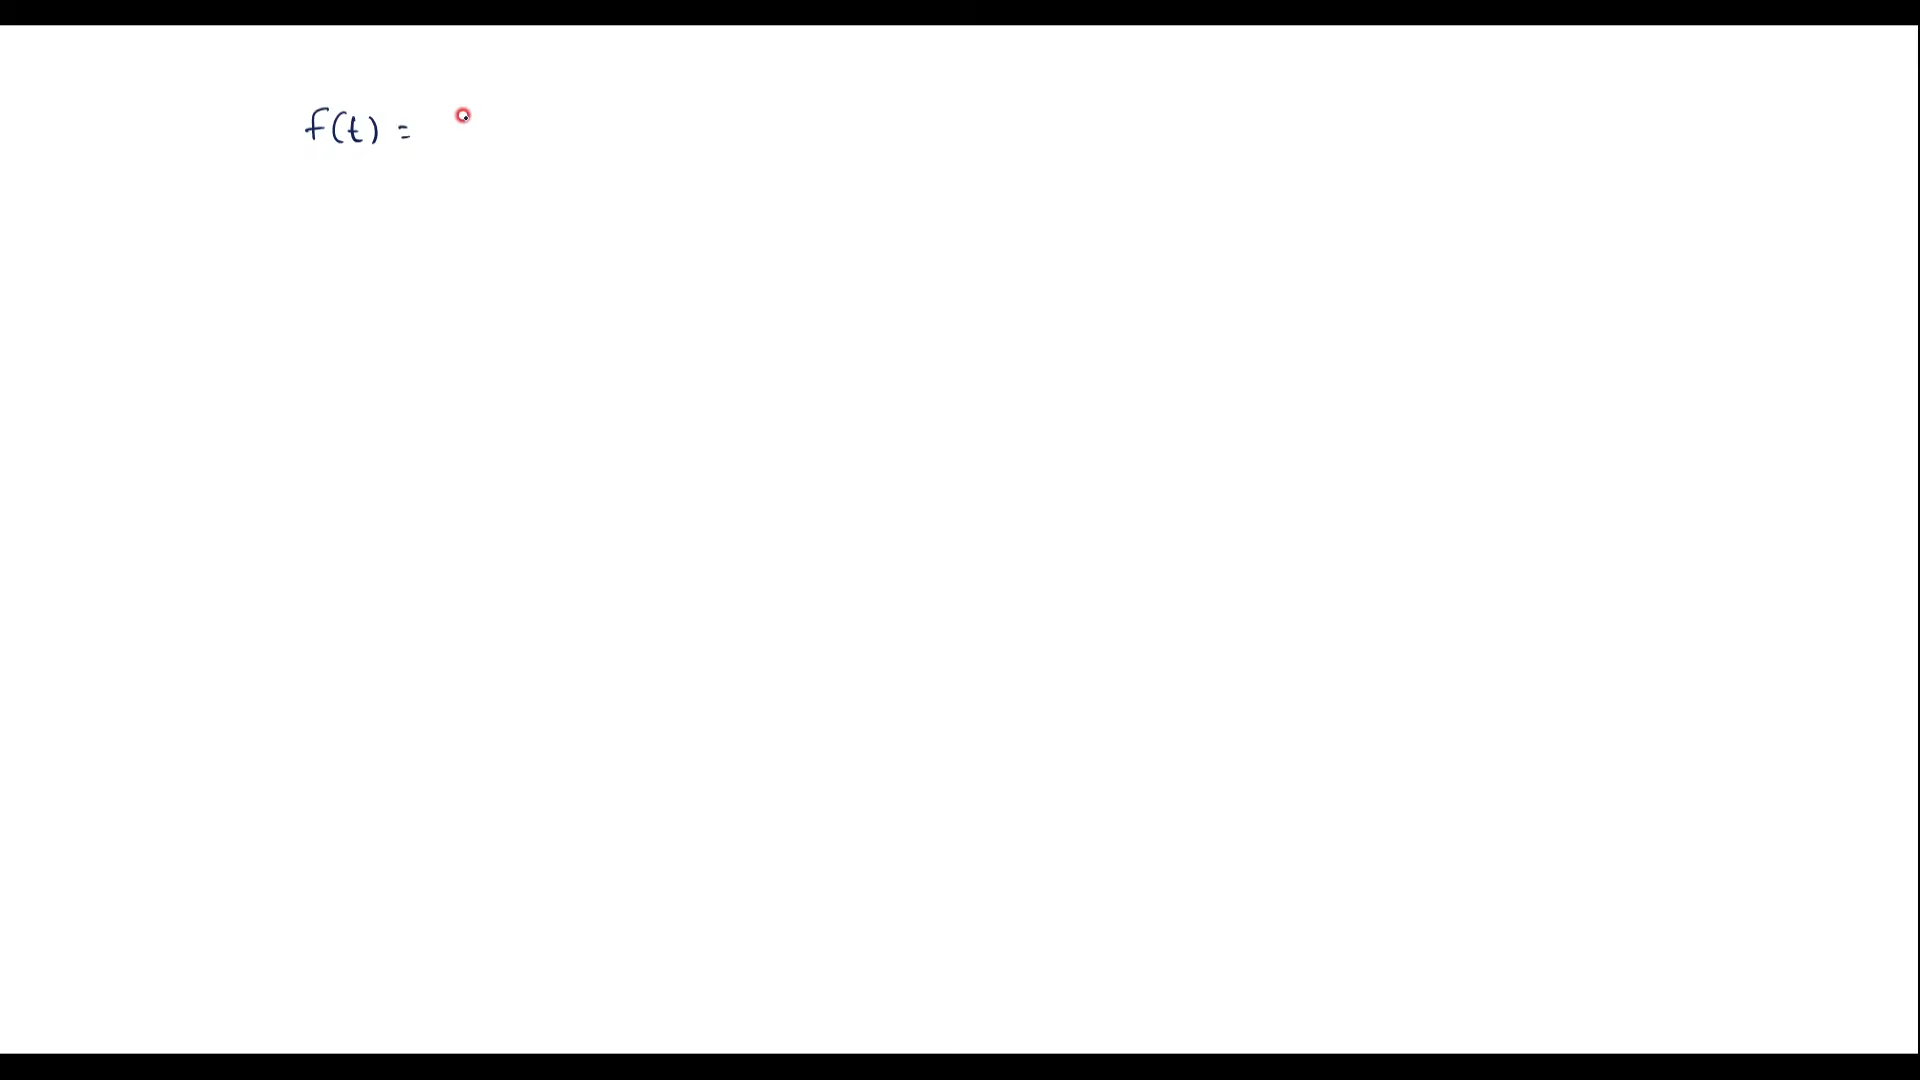 f(t) =